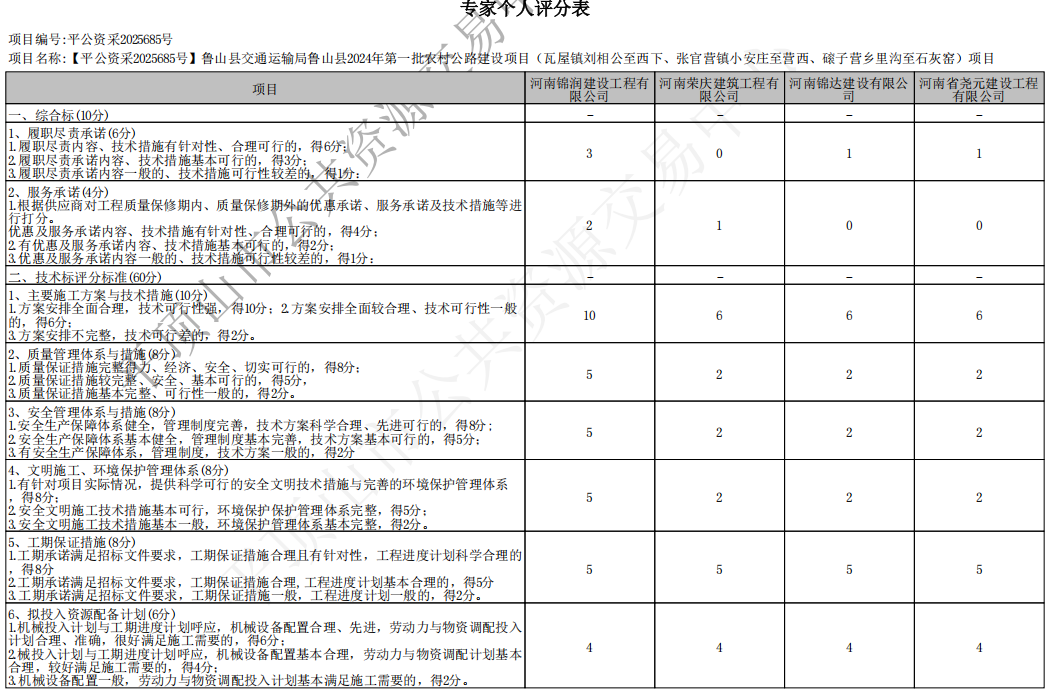 专家个人评分表
项目编号:平公资采2025685号
项目名称:【平公资采2025685号】鲁山县交通运输局鲁山县2024年第一批农村公路建设项目（瓦屋镇刘相公至西下、张官营镇小安庄至营西、磙子营乡里沟至石灰窑）项目
项目 河南锦润建设工程有限公司 河南荣庆建筑工程有限公司 河南锦达建设有限公司 河南省尧元建设工程有限公司
一、综合标(10分) - - - -
1、履职尽责承诺(6分)
1.履职尽责内容、技术措施有针对性、合理可行的，得6分；
2.履职尽责承诺内容、技术措施基本可行的，得3分；
3.履职尽责承诺内容一般的、技术措施可行性较差的，得1分；
3 0 1 1
2、服务承诺(4分)
1.根据供应商对工程质量保修期内、质量保修期外的优惠承诺、服务承诺及技术措施等进
行打分。
优惠及服务承诺内容、技术措施有针对性、合理可行的，得4分；
2.有优惠及服务承诺内容、技术措施基本可行的，得2分；
3.优惠及服务承诺内容一般的、技术措施可行性较差的，得1分：
2 1 0 0
二、技术标评分标准(60分) - - - -
1、主要施工方案与技术措施(10分)
1.方案安排全面合理，技术可行性强，得10分；2.方案安排全面较合理、技术可行性一般
的，得6分；
3.方案安排不完整，技术可行差的，得2分。
10 6 6 6
2、质量管理体系与措施(8分)
1.质量保证措施完整得力、经济、安全、切实可行的，得8分；
2.质量保证措施较完整、安全、基本可行的，得5分，
3.质量保证措施基本完整、可行性一般的，得2分。
5 2 2 2
3、安全管理体系与措施(8分)
1.安全生产保障体系健全，管理制度完善，技术方案科学合理、先进可行的，得8分；
2.安全生产保障体系基本健全，管理制度基本完善，技术方案基本可行的，得5分；
3.有安全生产保障体系，管理制度，技术方案一般的，得2分
5 2 2 2
4、文明施工、环境保护管理体系(8分)
1.有针对项目实际情况，提供科学可行的安全文明技术措施与完善的环境保护管理体系
，得8分；
2.安全文明施工技术措施基本可行，环境保护保护管理体系完整，得5分；
3.安全文明施工技术措施基本一般，环境保护管理体系基本完整，得2分。
5 2 2 2
5、工期保证措施(8分)
1.工期承诺满足招标文件要求，工期保证措施合理且有针对性，工程进度计划科学合理的
，得8分
2.工期承诺满足招标文件要求，工期保证措施合理,工程进度计划基本合理的，得5分
3.工期承诺满足招标文件要求，工期保证措施一般，工程进度计划一般的，得2分。
5 5 5 5
6、拟投入资源配备计划(6分)
1.机械投入计划与工期进度计划呼应，机械设备配置合理、先进，劳动力与物资调配投入
计划合理、准确，很好满足施工需要的，得6分；
2.械投入计划与工期进度计划呼应，机械设备配置基本合理，劳动力与物资调配计划基本
合理，较好满足施工需要的，得4分；
3.机械设备配置一般，劳动力与物资调配投入计划基本满足施工需要的，得2分。
4 4 4 4
平顶山市公共资源交易中
平顶山市公共资源交易中